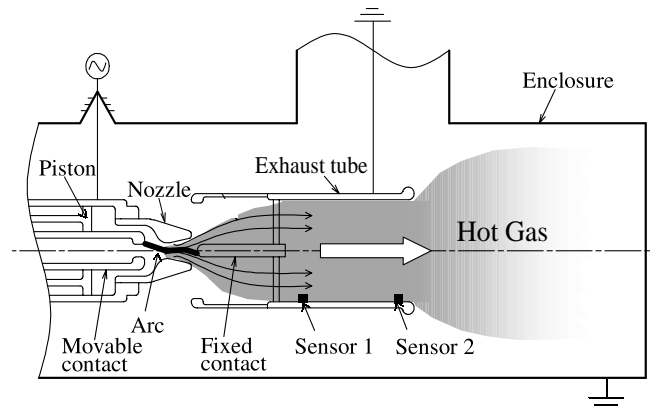 Enclosure
Piston
Nozzle
Exhaust tube
Hot Gas
Arc
Movable
contact
Fixed
contact
Sensor 1
Sensor 2